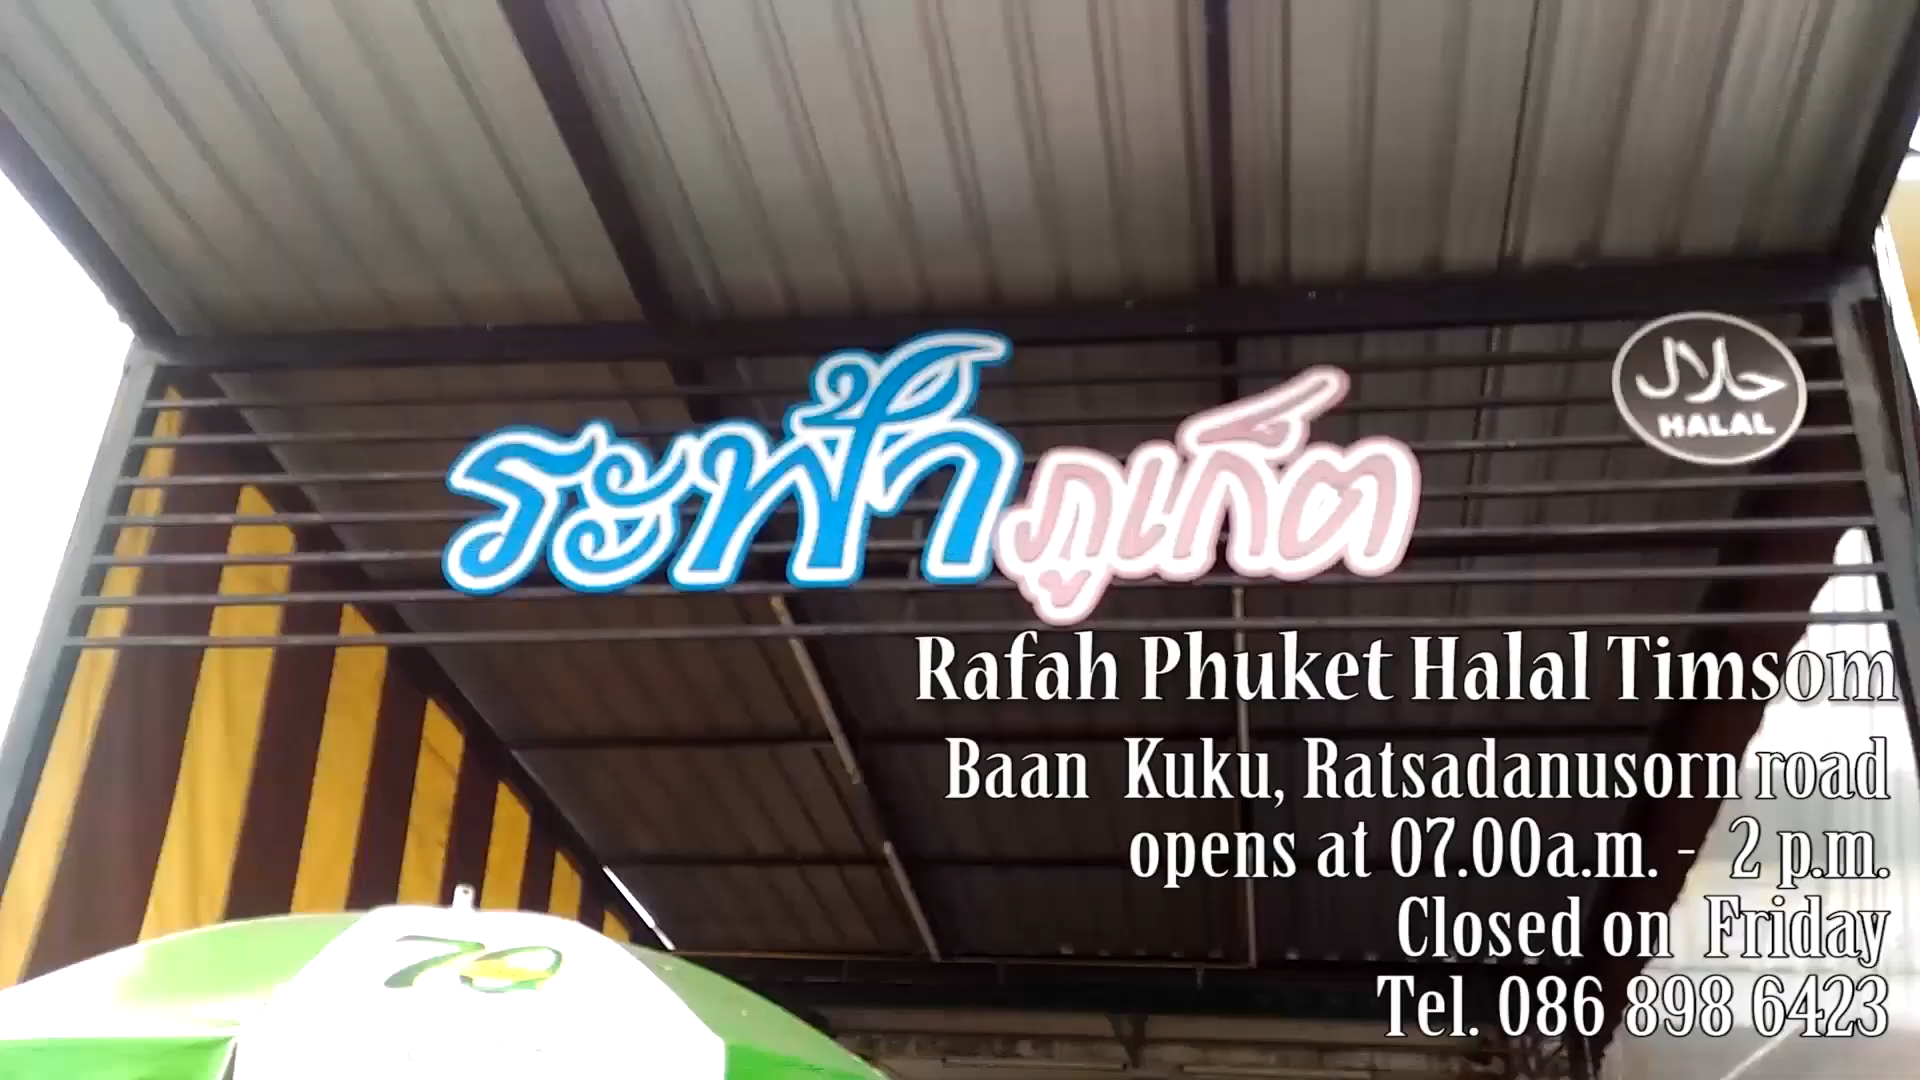 ระฟ้าภูเก็ต
حلال
HALAL
Rafah Phuket Halal Timsom
Baan Kuku, Ratsadanusorn road
opens at 07.00a.m. - 2 p.m.
Closed on Friday
Tel. 086 898 6423